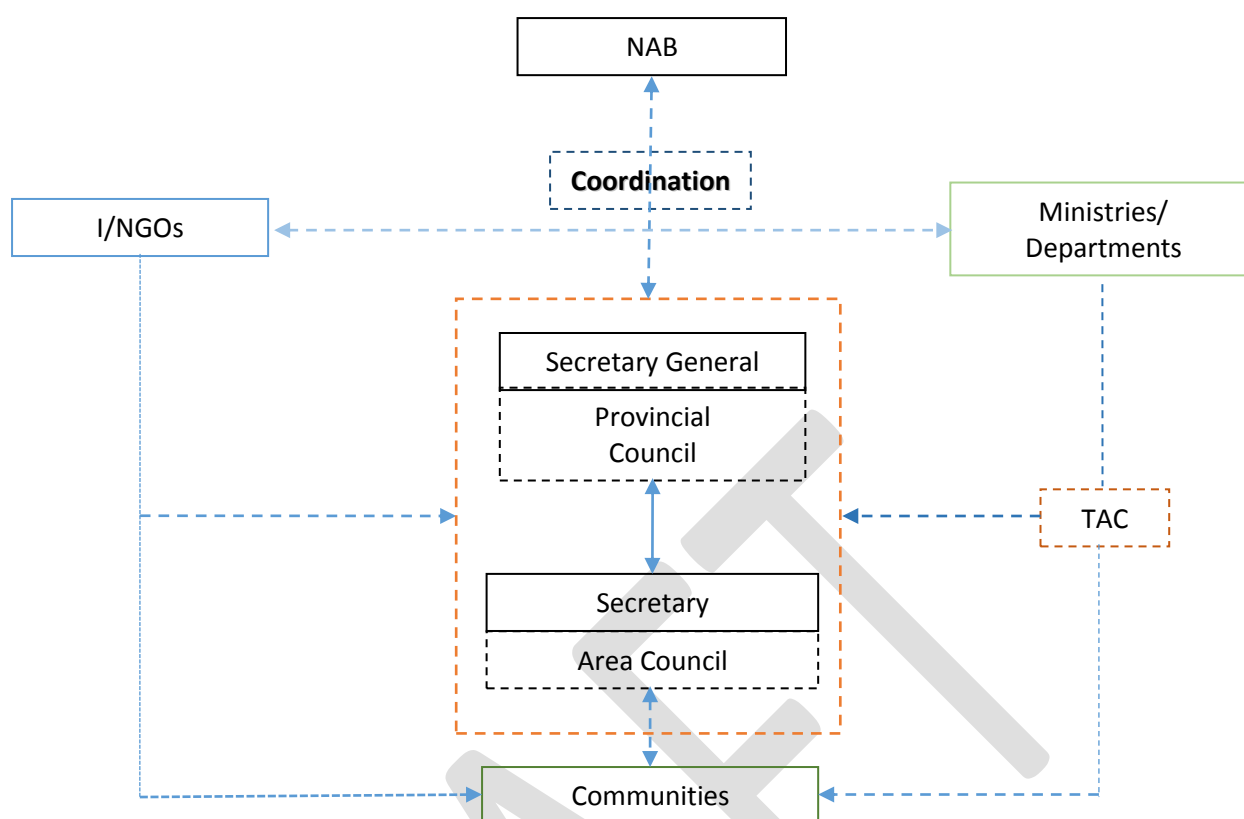 NAB
Coordination
I/NGOs
Ministries/
Departments
Secretary General
Provincial
Council
TAC
Secretary
Area Council
Communities